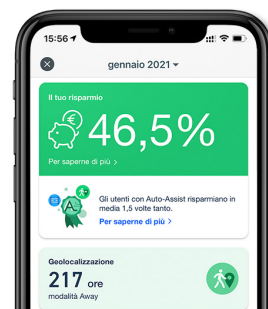 15:56
gennaio 2021
Il tuo risparmio
46,5%
Per saperne di più >
Gli utenti con Auto-Assist risparmiano in
media 1,5 volte tanto.
Per saperne di più >
A
Geolocalizzazione
217 ore
modalità Away